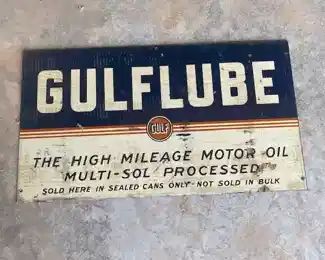 GULFLUBE
GULF
THE HIGH MILEAGE MOTOR OIL
MULTI-SOL PROCESSED
SOLD HERE IN SEALED CANS ONLY-NOT SOLD IN BULK